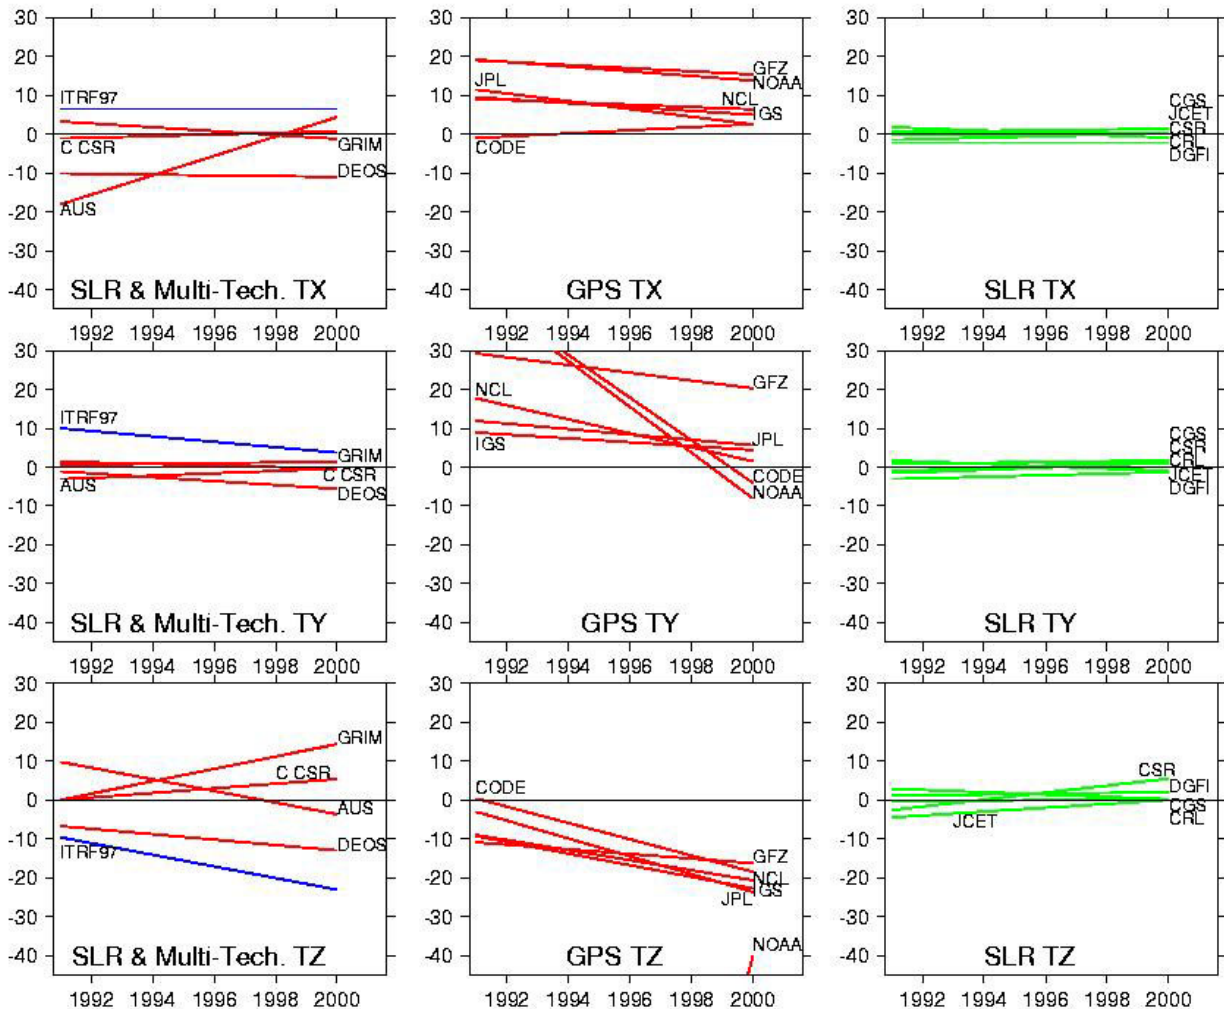 30
20
10
0
-10
-20
-30
-40
ITRF97
C CSR
GRIM
DEOS
AUS
SLR & Multi-Tech. TX
1992 1994 1996 1998 2000
30
20
10
0
-10
-20
-30
-40
GFZ
NOAA
JPL
NCL
IGS
CODE
GPS TX
1992 1994 1996 1998 2000
30
20
10
0
-10
-20
-30
-40
CGS
JCET
CSR
CRL
DGFI
SLR TX
1992 1994 1996 1998 2000
30
20
10
0
-10
-20
-30
-40
ITRF97
GRIM
C CSR
AUS
DEOS
SLR & Multi-Tech. TY
1992 1994 1996 1998 2000
30
20
10
0
-10
-20
-30
-40
GFZ
NCL
JPL
IGS
CODE
NOAA
GPS TY
1992 1994 1996 1998 2000
30
20
10
0
-10
-20
-30
-40
CGS
CSR
CRL
JCET
DGFI
SLR TY
1992 1994 1996 1998 2000
30
20
10
0
-10
-20
-30
-40
GRIM
C CSR
AUS
DEOS
ITRF97
SLR & Multi-Tech. TZ
1992 1994 1996 1998 2000
30
20
10
0
-10
-20
-30
-40
CODE
GFZ
NCL
IGS
JPL
NOAA
GPS TZ
1992 1994 1996 1998 2000
30
20
10
0
-10
-20
-30
-40
CSR
DGFI
CGS
JCET
CRL
SLR TZ
1992 1994 1996 1998 2000